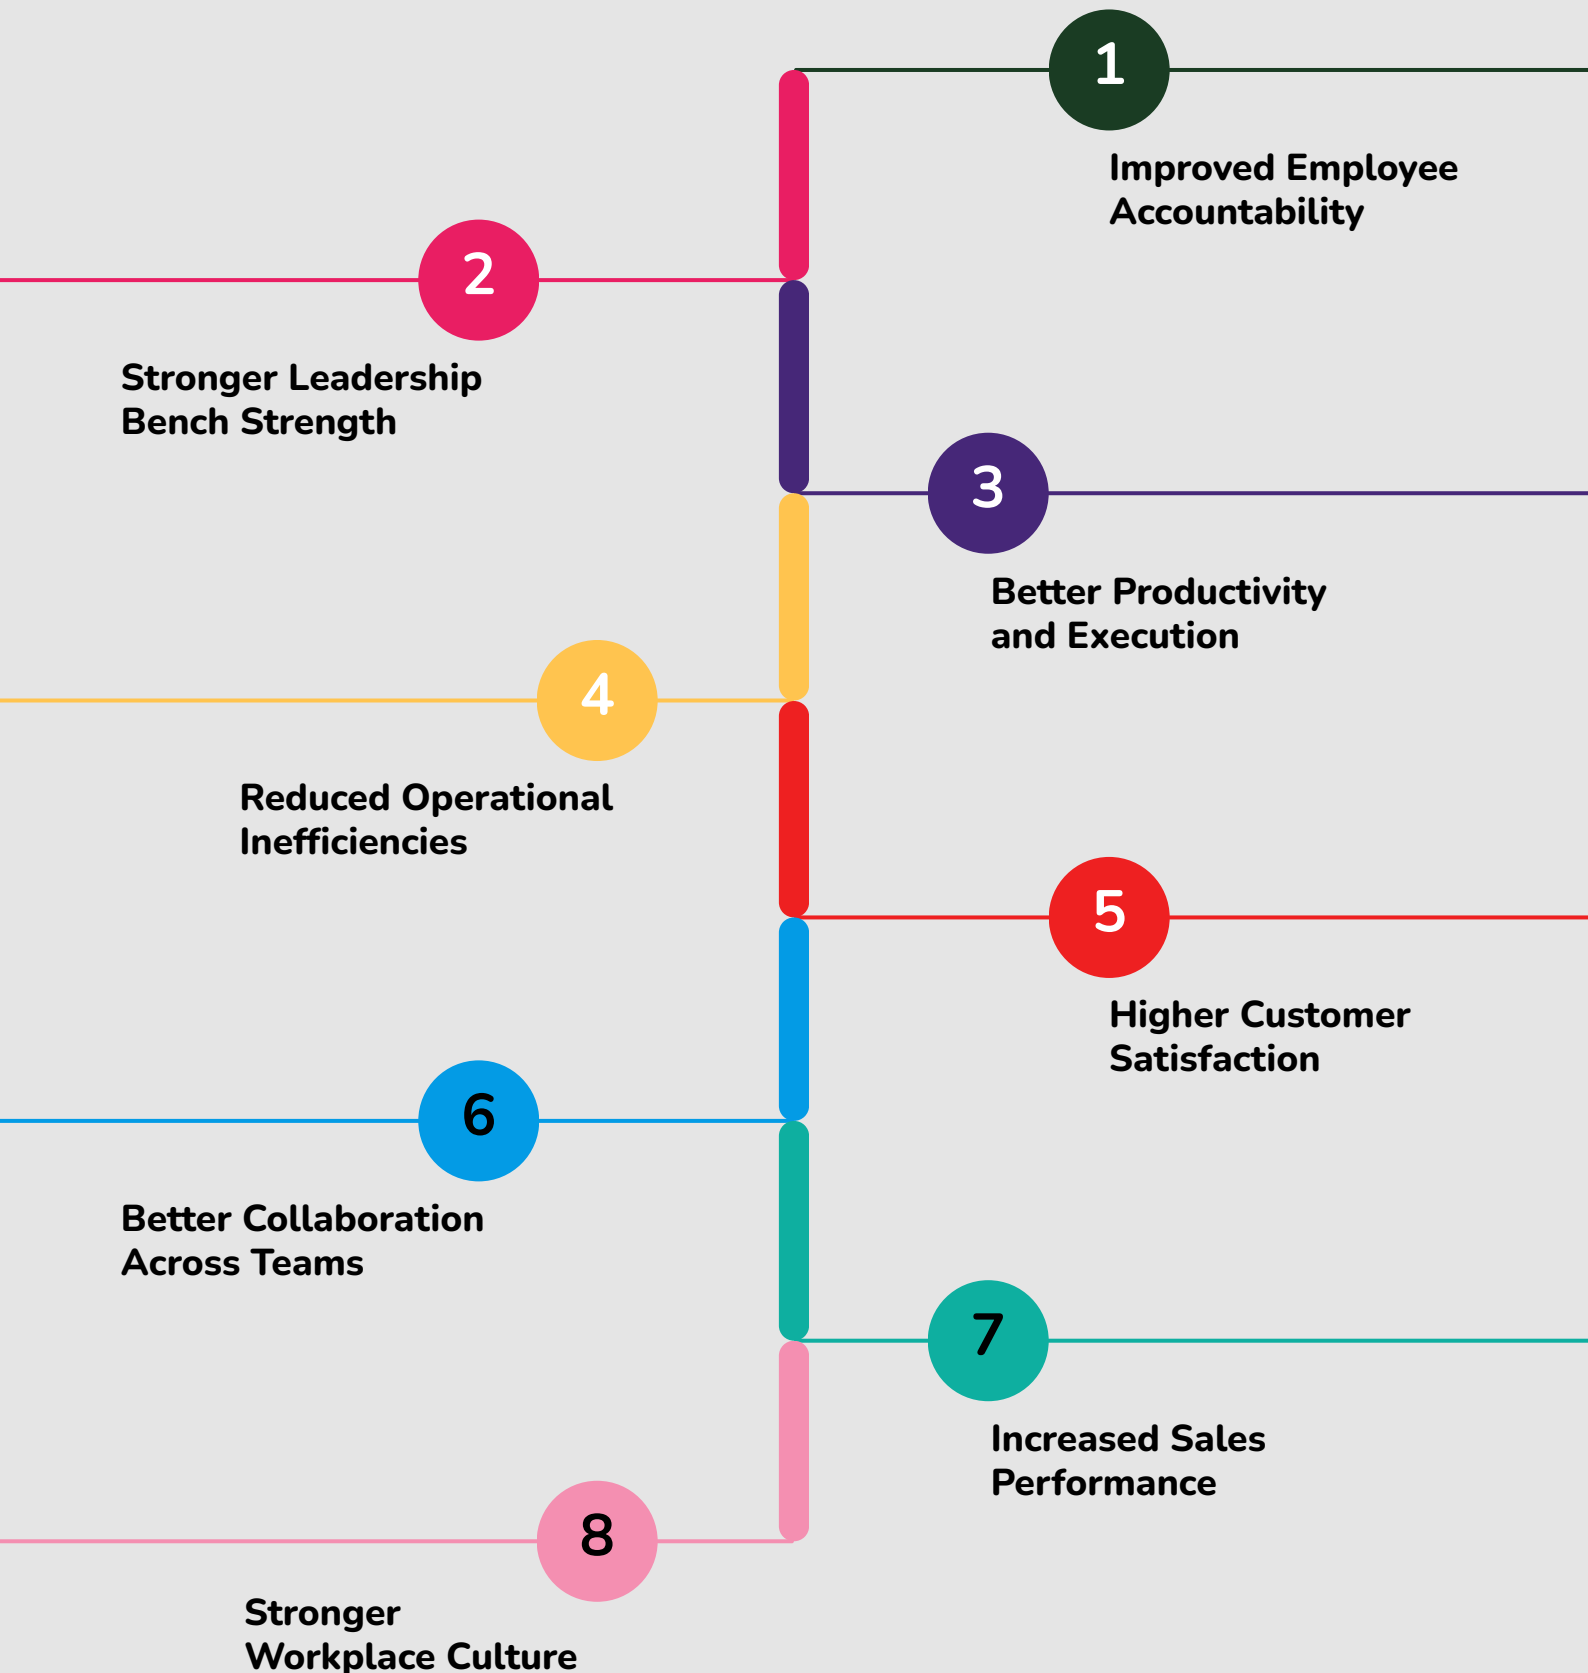 1
Improved Employee
Accountability
2
Stronger Leadership
Bench Strength
3
Better Productivity
and Execution
4
Reduced Operational
Inefficiencies
5
Higher Customer
Satisfaction
6
Better Collaboration
Across Teams
7
Increased Sales
Performance
8
Stronger
Workplace Culture